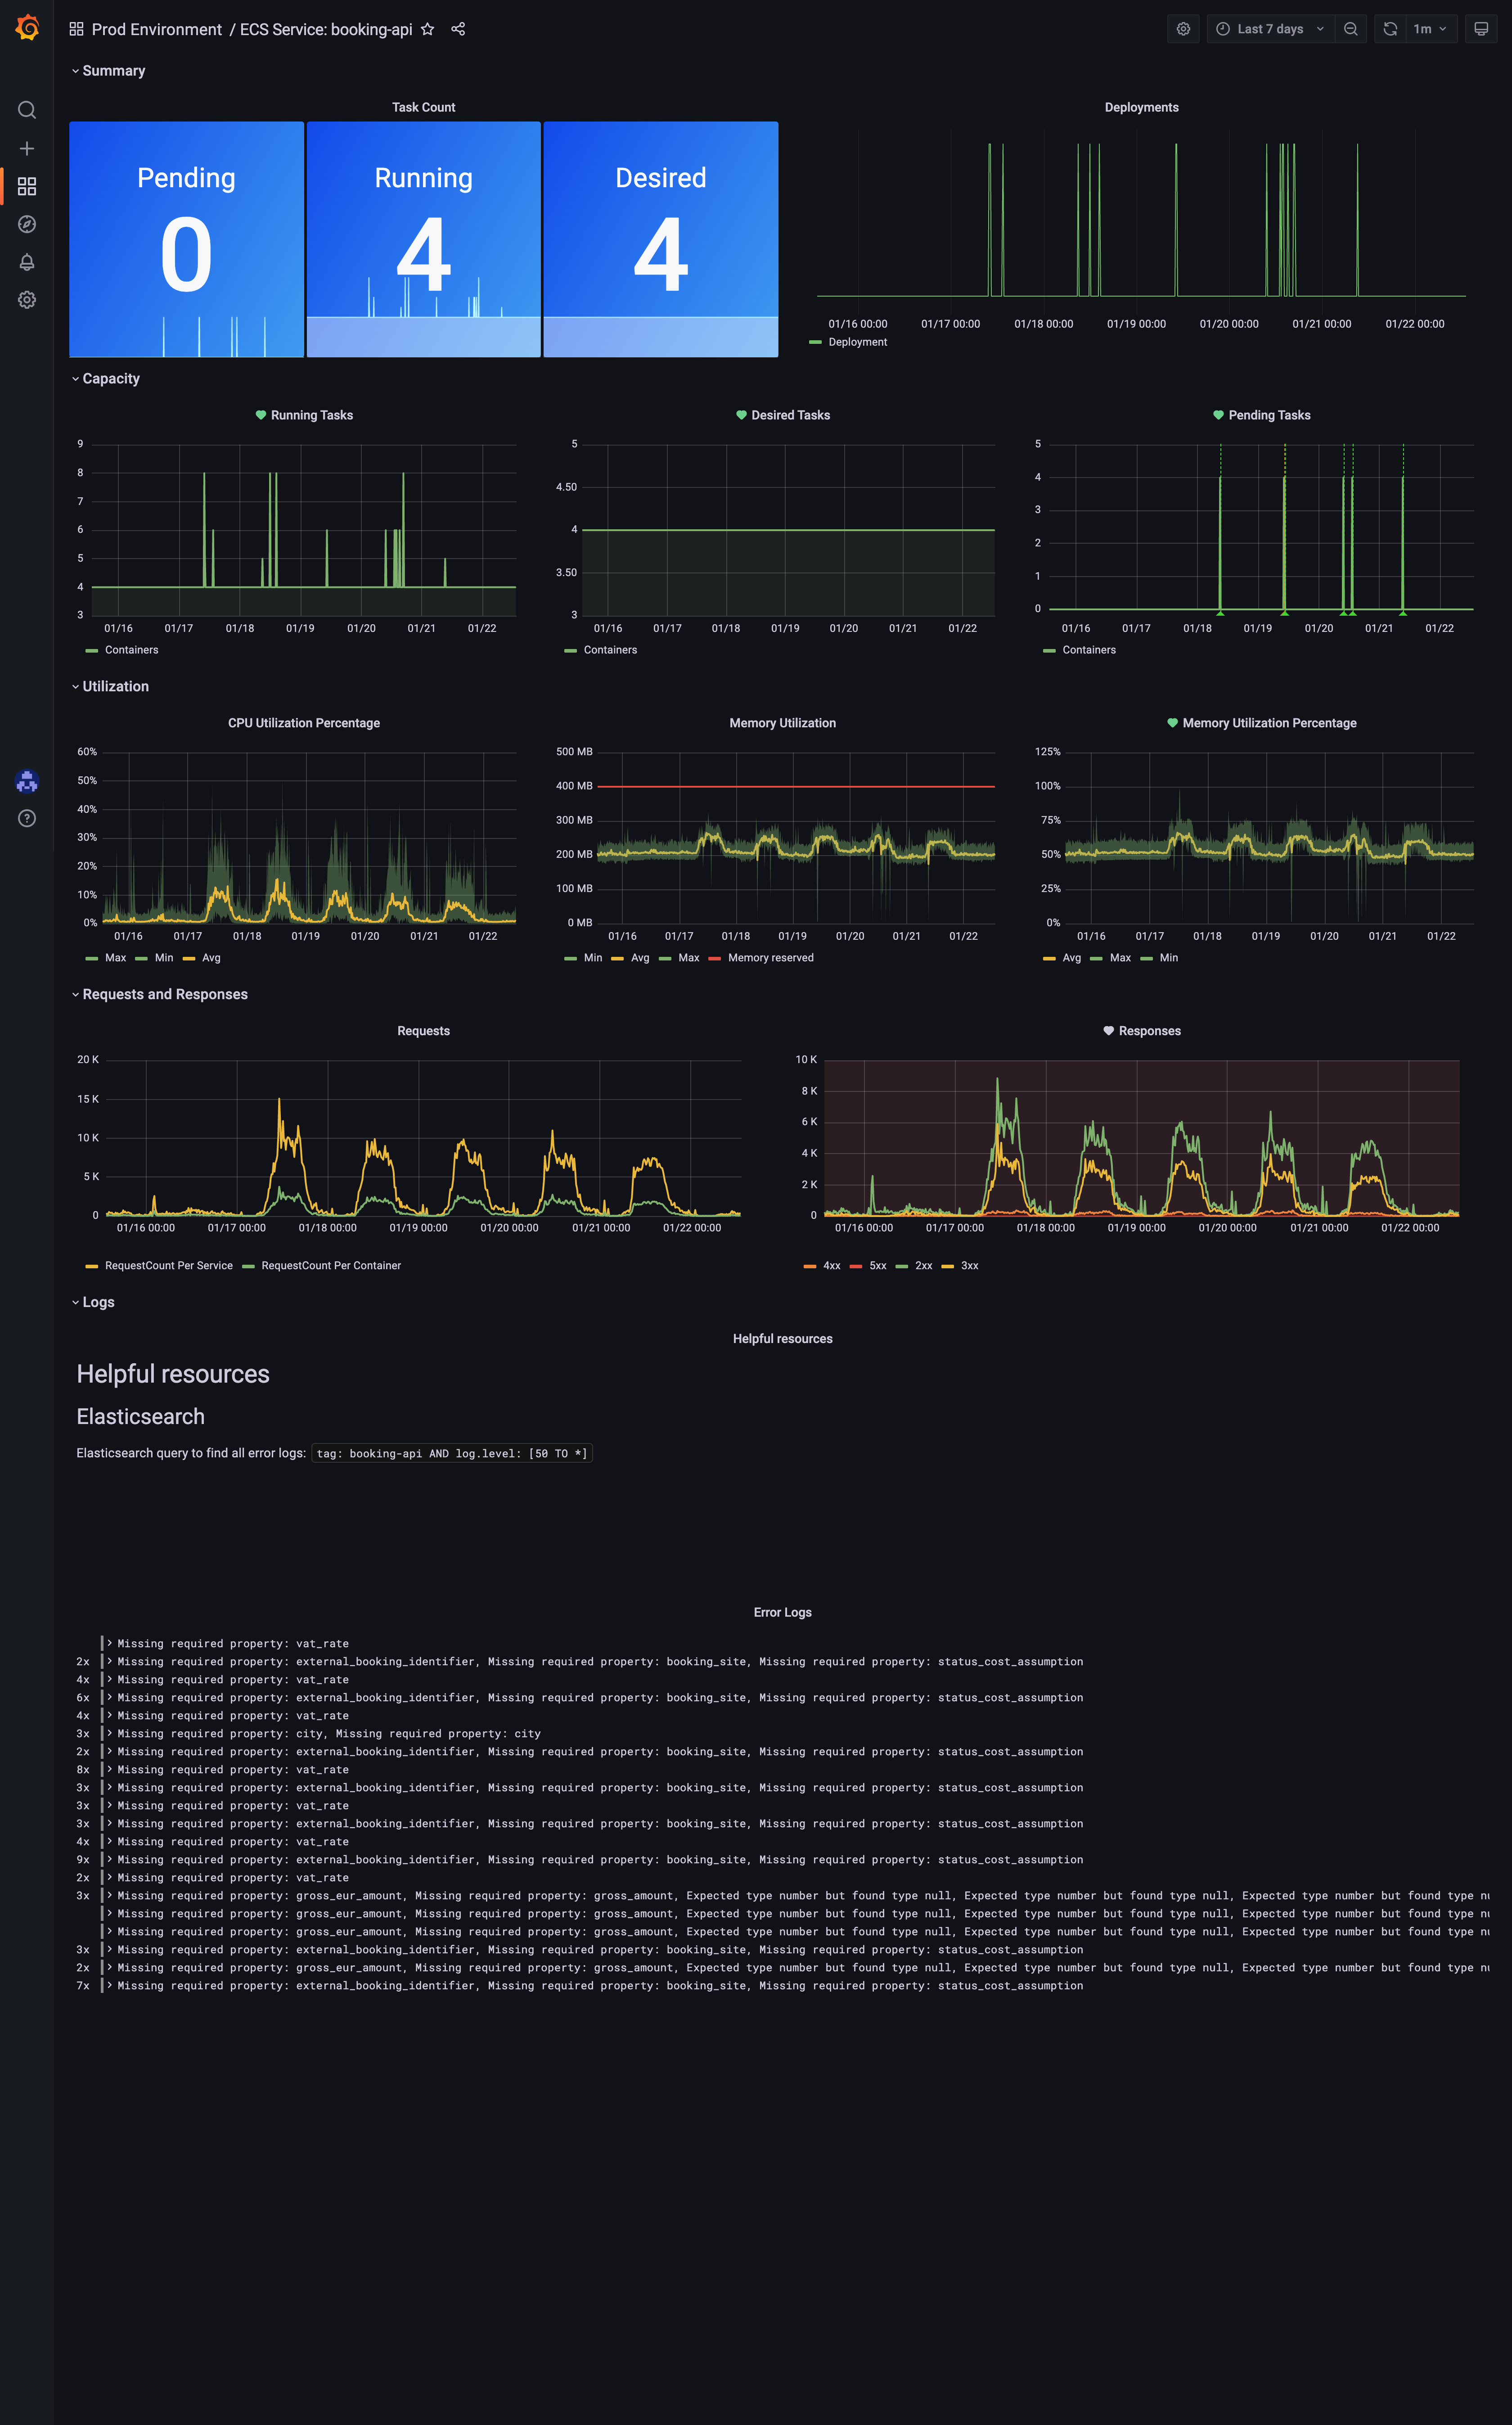 Prod Environment / ECS Service: booking-api
Last 7 days
1m
Summary
Task Count
Deployments
Pending
0
Running
4
Desired
4
01/16 00:00 01/17 00:00 01/18 00:00 01/19 00:00 01/20 00:00 01/21 00:00 01/22 00:00
Deployment
Capacity
Running Tasks
9
8
7
6
5
4
3
01/16 01/17 01/18 01/19 01/20 01/21 01/22
Containers
Desired Tasks
5
4.50
4
3.50
3
01/16 01/17 01/18 01/19 01/20 01/21 01/22
Containers
Pending Tasks
5
4
3
2
1
0
01/16 01/17 01/18 01/19 01/20 01/21 01/22
Containers
Utilization
CPU Utilization Percentage
60%
50%
40%
30%
20%
10%
0%
01/16 01/17 01/18 01/19 01/20 01/21 01/22
Max Min Avg
Memory Utilization
500 MB
400 MB
300 MB
200 MB
100 MB
0 MB
01/16 01/17 01/18 01/19 01/20 01/21 01/22
Min Avg Max Memory reserved
Memory Utilization Percentage
125%
100%
75%
50%
25%
0%
01/16 01/17 01/18 01/19 01/20 01/21 01/22
Avg Max Min
Requests and Responses
Requests
20 K
15 K
10 K
5 K
0
01/16 00:00 01/17 00:00 01/18 00:00 01/19 00:00 01/20 00:00 01/21 00:00 01/22 00:00
RequestCount Per Service RequestCount Per Container
Responses
10 K
8 K
6 K
4 K
2 K
0
01/16 00:00 01/17 00:00 01/18 00:00 01/19 00:00 01/20 00:00 01/21 00:00 01/22 00:00
4xx 5xx 2xx 3xx
Logs
Helpful resources
Helpful resources
Elasticsearch
Elasticsearch query to find all error logs: tag: booking-api AND log.level: [50 TO *]
Error Logs
Missing required property: vat_rate
2x Missing required property: external_booking_identifier, Missing required property: booking_site, Missing required property: status_cost_assumption
4x Missing required property: vat_rate
6x Missing required property: external_booking_identifier, Missing required property: booking_site, Missing required property: status_cost_assumption
4x Missing required property: vat_rate
3x Missing required property: city, Missing required property: city
2x Missing required property: external_booking_identifier, Missing required property: booking_site, Missing required property: status_cost_assumption
8x Missing required property: vat_rate
3x Missing required property: external_booking_identifier, Missing required property: booking_site, Missing required property: status_cost_assumption
3x Missing required property: vat_rate
3x Missing required property: external_booking_identifier, Missing required property: booking_site, Missing required property: status_cost_assumption
4x Missing required property: vat_rate
9x Missing required property: external_booking_identifier, Missing required property: booking_site, Missing required property: status_cost_assumption
2x Missing required property: vat_rate
3x Missing required property: gross_eur_amount, Missing required property: gross_amount, Expected type number but found type null, Expected type number but found type null, Expected type number but found type
Missing required property: gross_eur_amount, Missing required property: gross_amount, Expected type number but found type null, Expected type number but found type null, Expected type number but found type
Missing required property: gross_eur_amount, Missing required property: gross_amount, Expected type number but found type null, Expected type number but found type null, Expected type number but found type
3x Missing required property: external_booking_identifier, Missing required property: booking_site, Missing required property: status_cost_assumption
2x Missing required property: gross_eur_amount, Missing required property: gross_amount, Expected type number but found type null, Expected type number but found type null, Expected type number but found type
7x Missing required property: external_booking_identifier, Missing required property: booking_site, Missing required property: status_cost_assumption